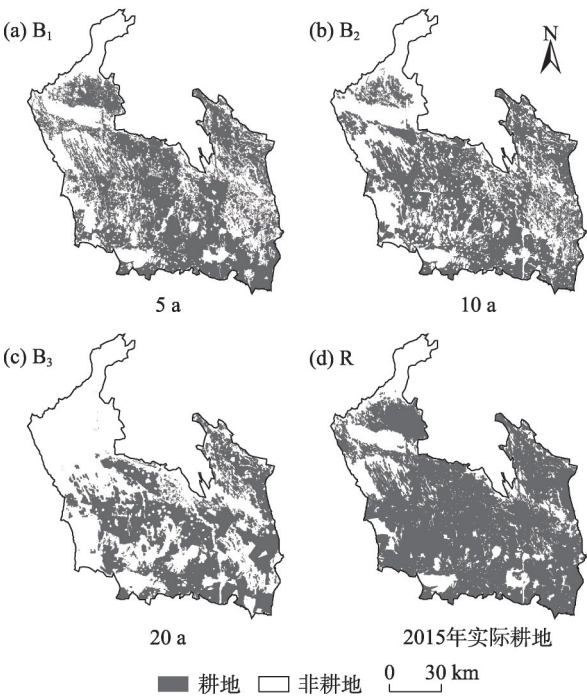 (a) B₁
(b) B₂
N
5 a
10 a
(c) B₃
(d) R
20 a
2015年实际耕地
耕地 非耕地 0 30 km